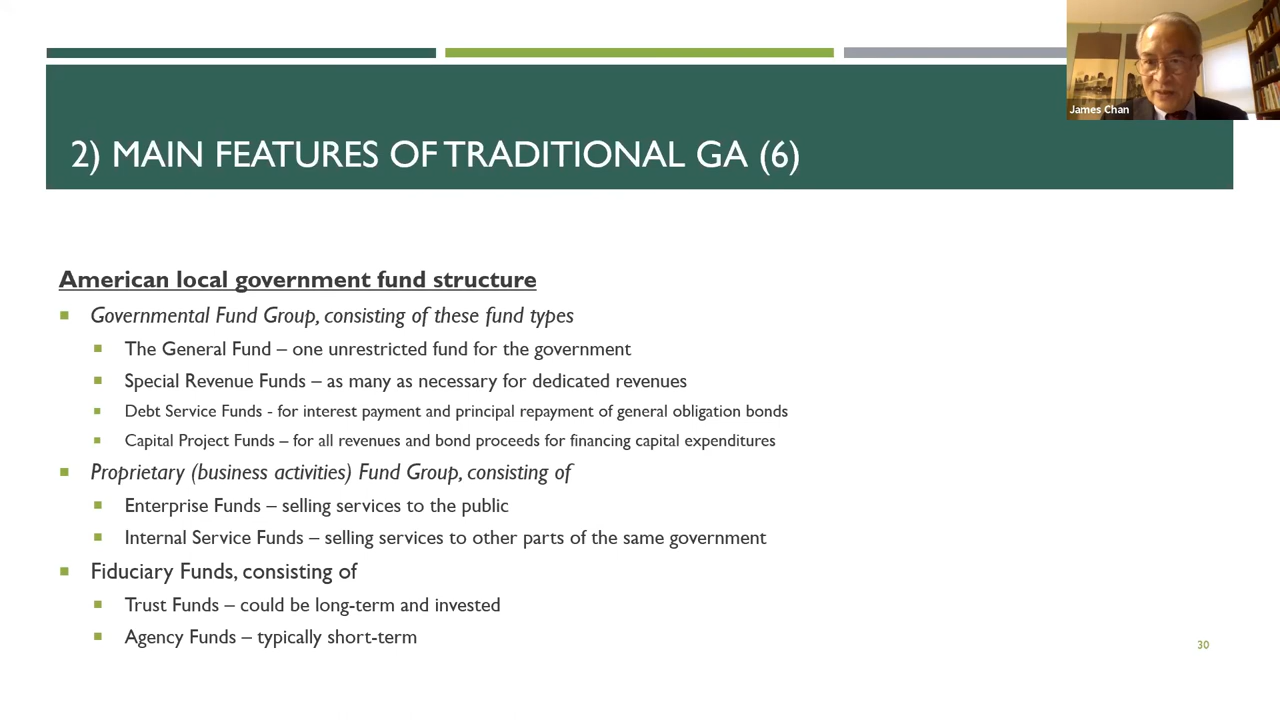 James Chan
2) MAIN FEATURES OF TRADITIONAL GA (6)
American local government fund structure
Governmental Fund Group, consisting of these fund types
The General Fund – one unrestricted fund for the government
Special Revenue Funds – as many as necessary for dedicated revenues
Debt Service Funds - for interest payment and principal repayment of general obligation bonds
Capital Project Funds – for all revenues and bond proceeds for financing capital expenditures
Proprietary (business activities) Fund Group, consisting of
Enterprise Funds – selling services to the public
Internal Service Funds – selling services to other parts of the same government
Fiduciary Funds, consisting of
Trust Funds – could be long-term and invested
Agency Funds – typically short-term
30